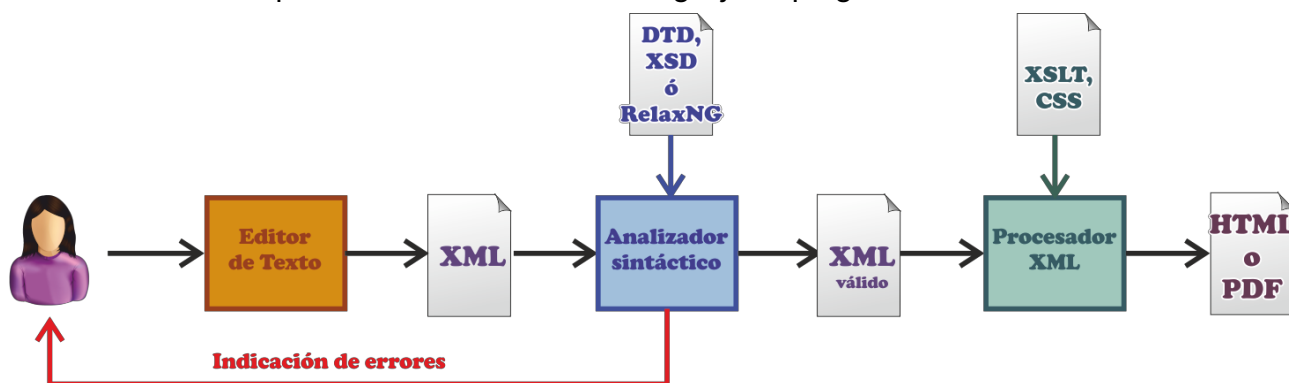 DTD,
XSD
ó
RelaxNG
XSLT,
CSS
Editor
de Texto
XML
Analizador
sintáctico
XML
válido
Procesador
XML
HTML
o
PDF
Indicación de errores